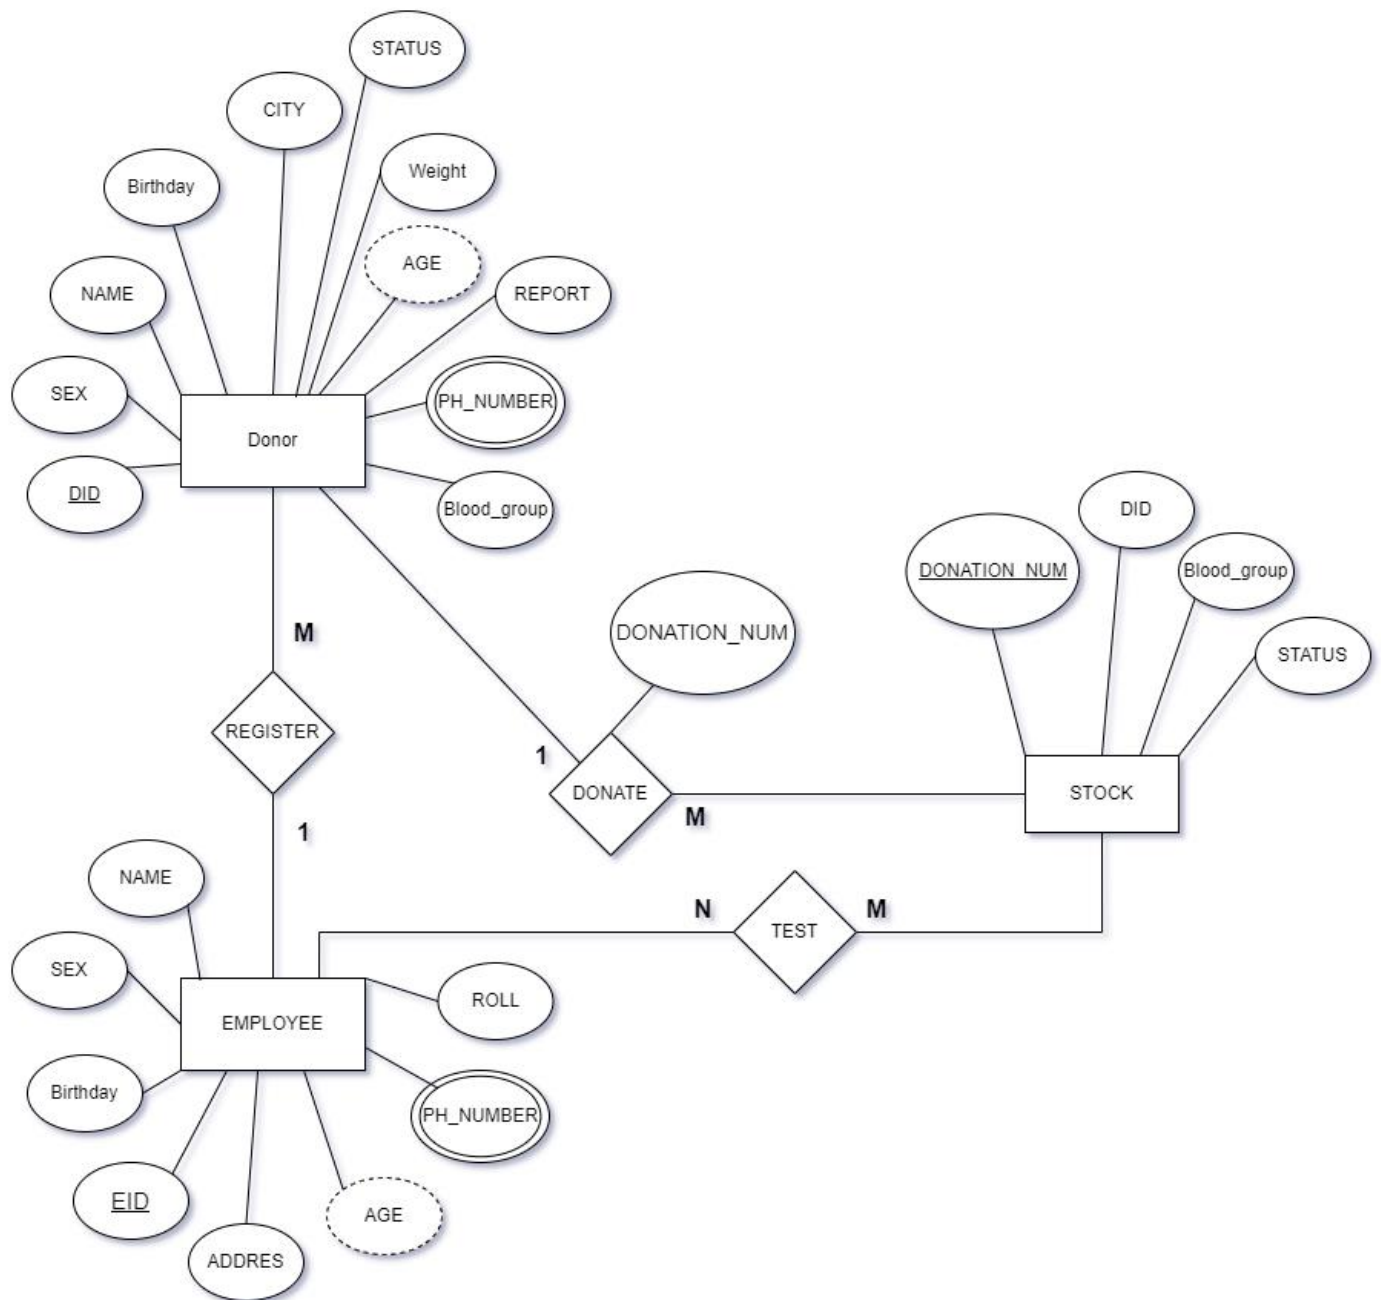 STATUS
CITY
Weight
Birthday
AGE
NAME
REPORT
SEX
PH_NUMBER
Donor
DID
Blood_group
DID
DONATION_NUM
Blood_group
DONATION_NUM
STATUS
M
REGISTER
1
DONATE
M
STOCK
1
NAME
N
M
TEST
SEX
ROLL
EMPLOYEE
Birthday
PH_NUMBER
EID
AGE
ADDRES